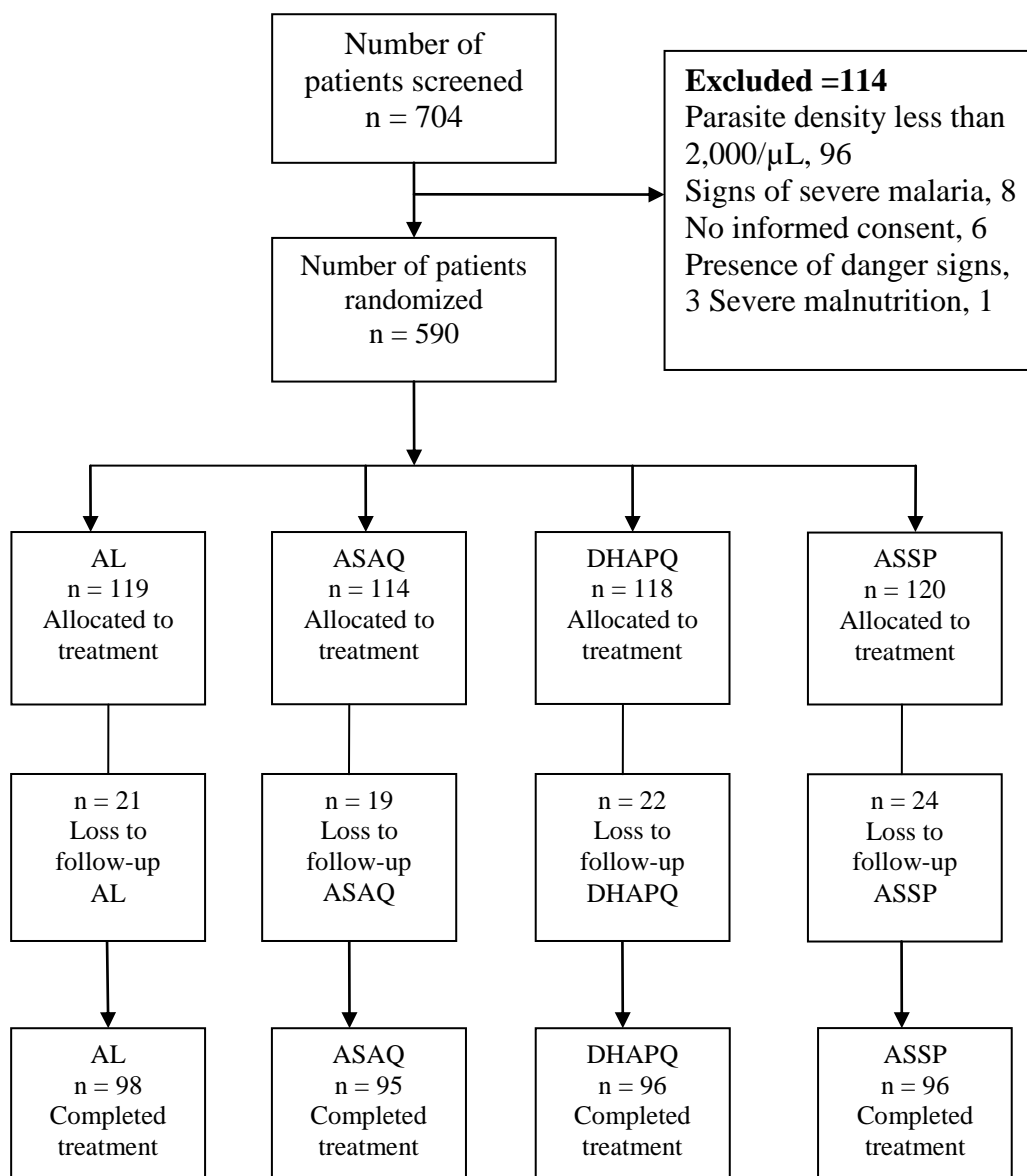 Number of
patients screened
n = 704
Excluded =114
Parasite density less than
2,000/µL, 96
Signs of severe malaria, 8
No informed consent, 6
Presence of danger signs,
3 Severe malnutrition, 1
Number of patients
randomized
n = 590
AL
n = 119
Allocated to
treatment
ASAQ
n = 114
Allocated to
treatment
DHAPQ
n = 118
Allocated to
treatment
ASSP
n = 120
Allocated to
treatment
n = 21
Loss to
follow-up
AL
n = 19
Loss to
follow-up
ASAQ
n = 22
Loss to
follow-up
DHAPQ
n = 24
Loss to
follow-up
ASSP
AL
n = 98
Completed
treatment
ASAQ
n = 95
Completed
treatment
DHAPQ
n = 96
Completed
treatment
ASSP
n = 96
Completed
treatment